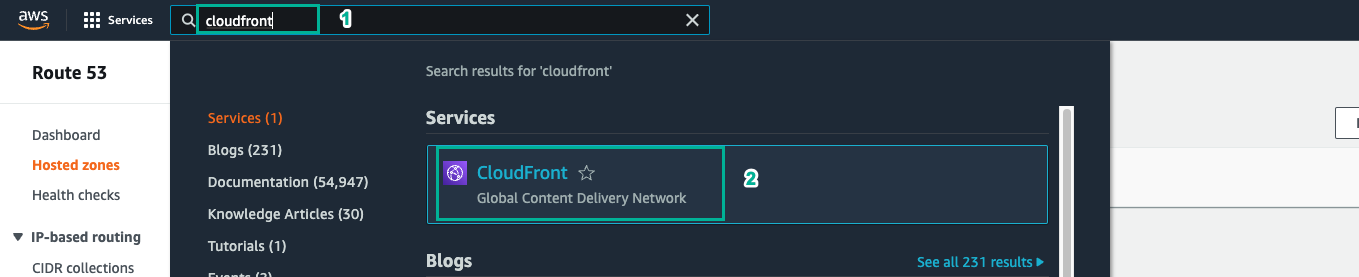 aws Services cloudfront 1
Route 53
Search results for 'cloudfront'
Services (1)
Services
Dashboard
Blogs (231)
Hosted zones
CloudFront 2
Documentation (54,947)
Health checks
Global Content Delivery Network
Knowledge Articles (30)
IP-based routing
Tutorials (1)
Blogs
See all 231 results
CIDR collections